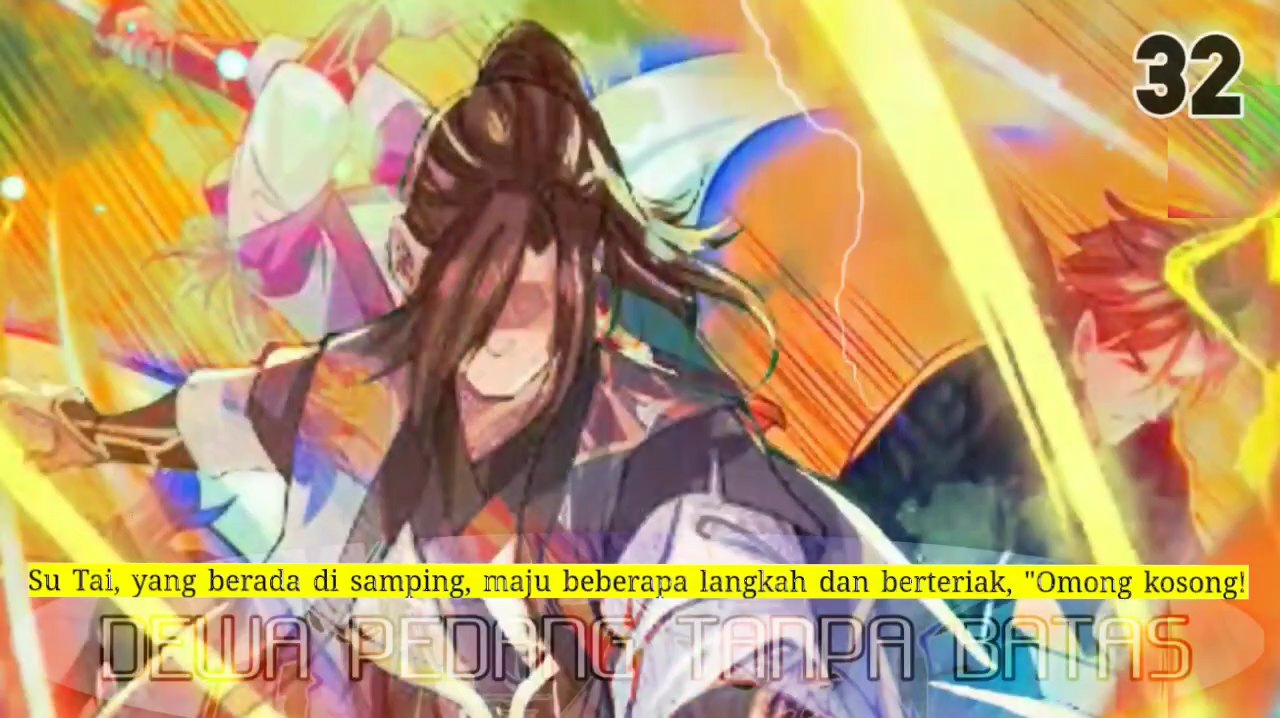 32
Su Tai, yang berada di samping, maju beberapa langkah dan berteriak, "Omong kosong!
DEWA PEDANG TANPA BATAS